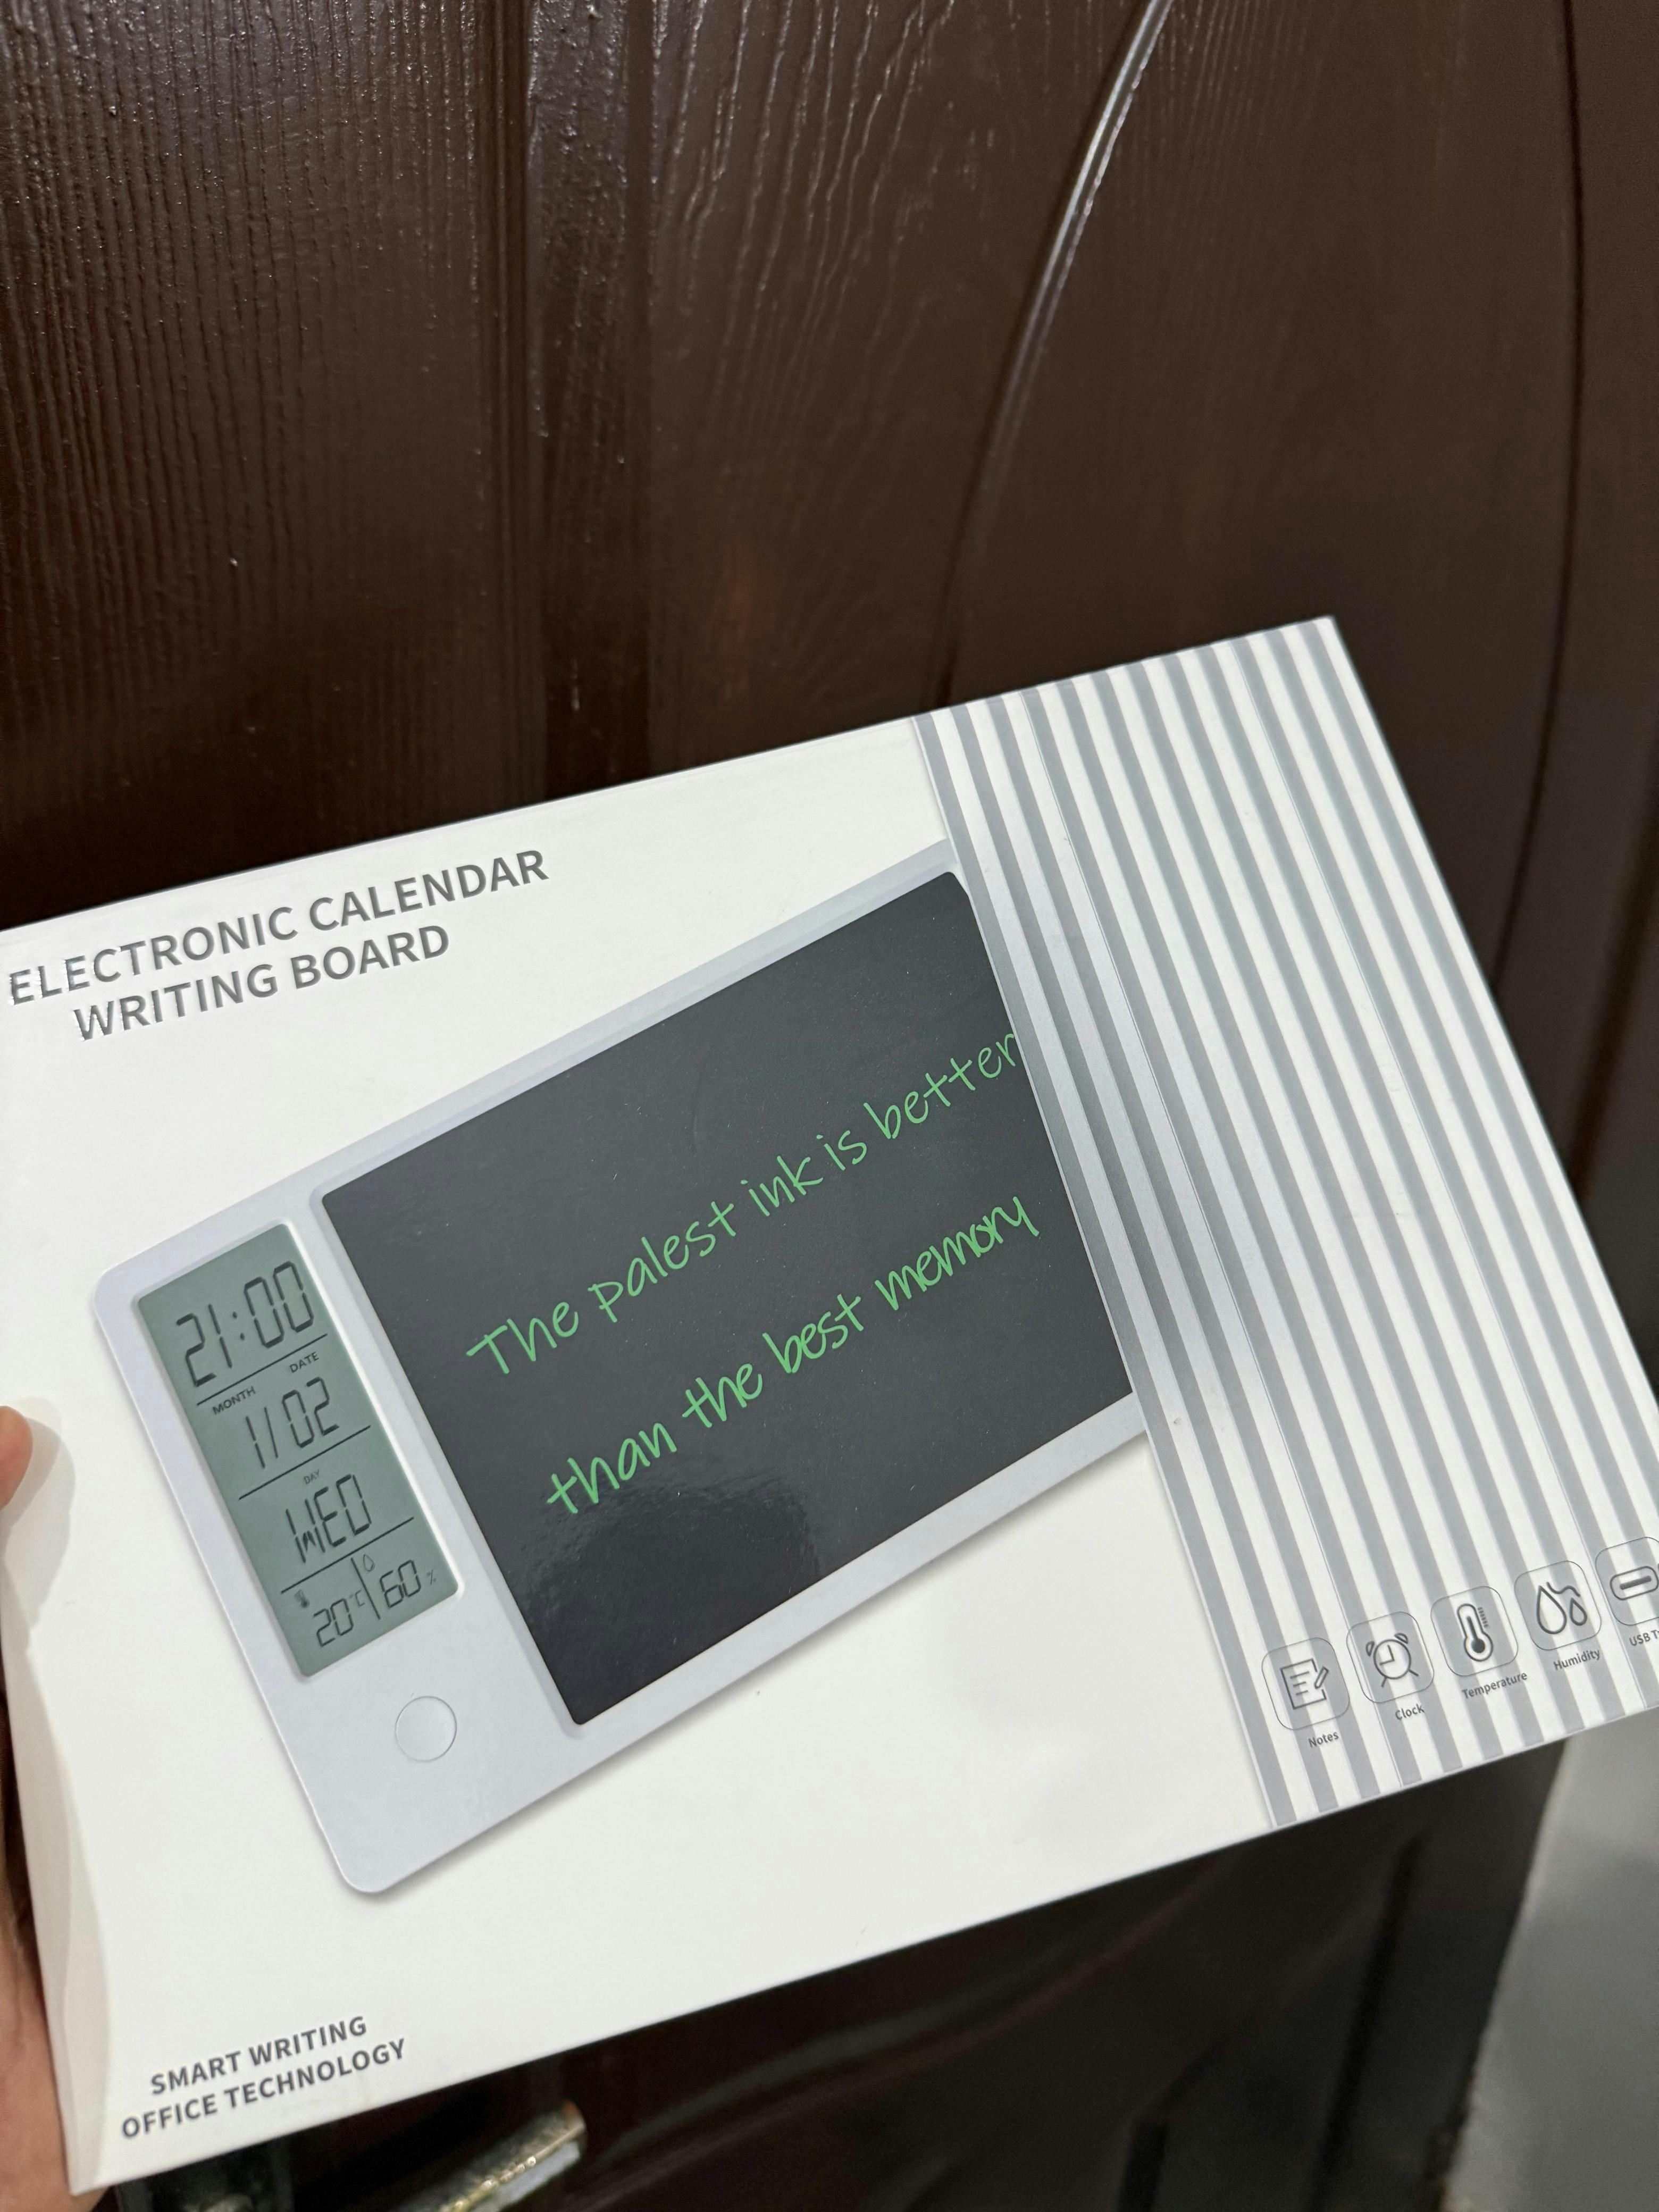 ELECTRONIC CALENDAR
WRITING BOARD
21:00
MONTH DATE
1/02
DAY
WED
20°C 60%
The palest ink is better
than the best memory
Notes
Clock
Temperature
Humidity
USB
SMART WRITING
OFFICE TECHNOLOGY